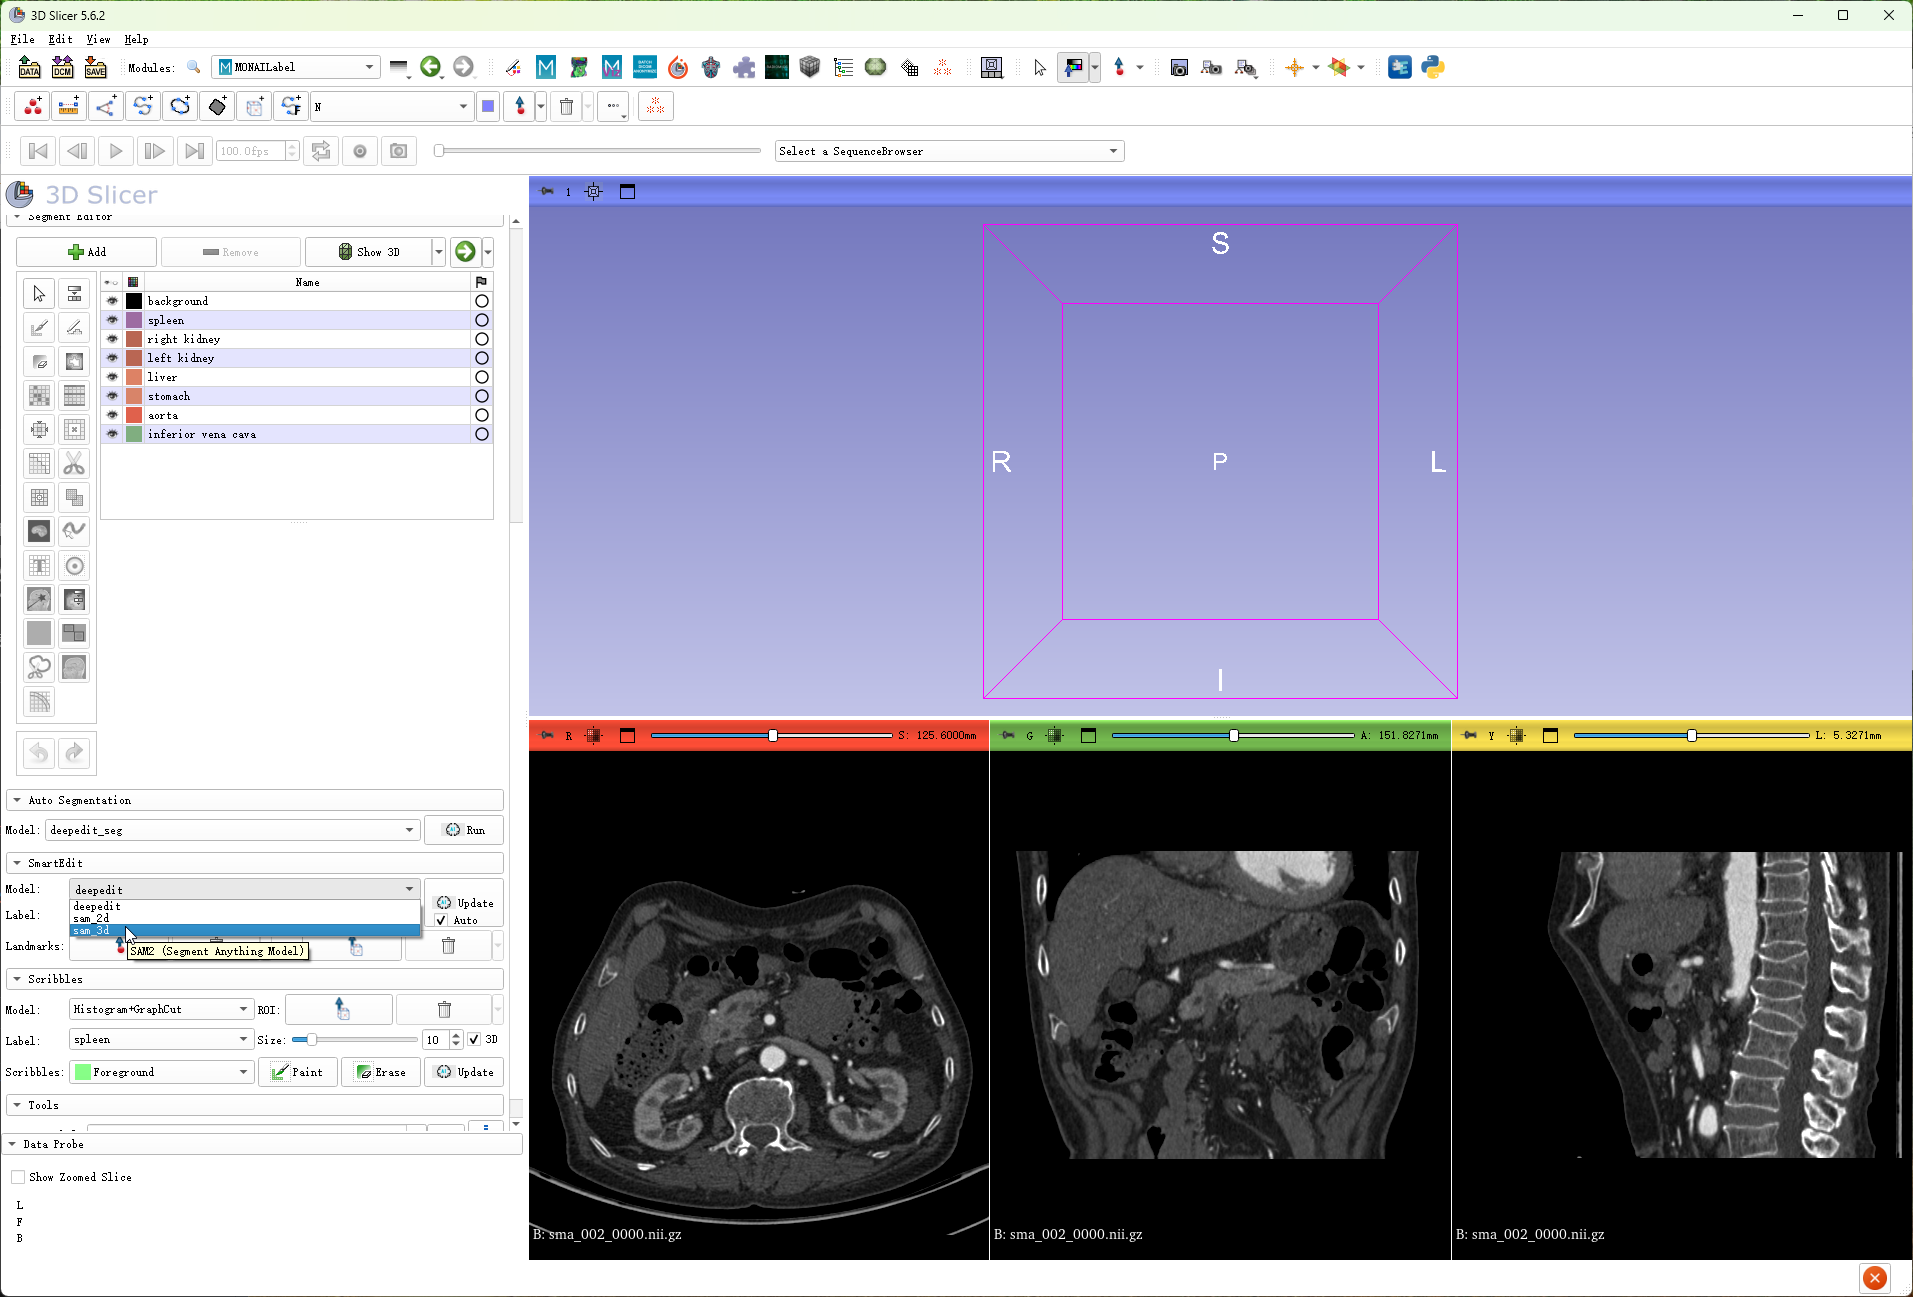 3D Slicer 5.6.2
File Edit View Help
DATA DCM SAVE Modules: MONAILabel
N
100.0fps Select a SequenceBrowser
3D Slicer
Segment Editor
Add Remove Show 3D
Name
background
spleen
right kidney
left kidney
liver
stomach
aorta
inferior vena cava
Auto Segmentation
Model: deepedit_seg Run
SmartEdit
Model: deepedit
Update
Label:
Auto
deepedit
sam_2d
sam_3d
Landmarks:
SAM2 (Segment Anything Model)
Scribbles
Model: Histogram+GraphCut ROI:
Label: spleen Size: 10 3D
Scribbles: Foreground Paint Erase Update
Tools
Data Probe
Show Zoomed Slice
L
F
B
1
S
R P L
I
R S: 125.6000mm
G A: 151.8271mm
Y L: 5.3271mm
B: sma_002_0000.nii.gz
B: sma_002_0000.nii.gz
B: sma_002_0000.nii.gz